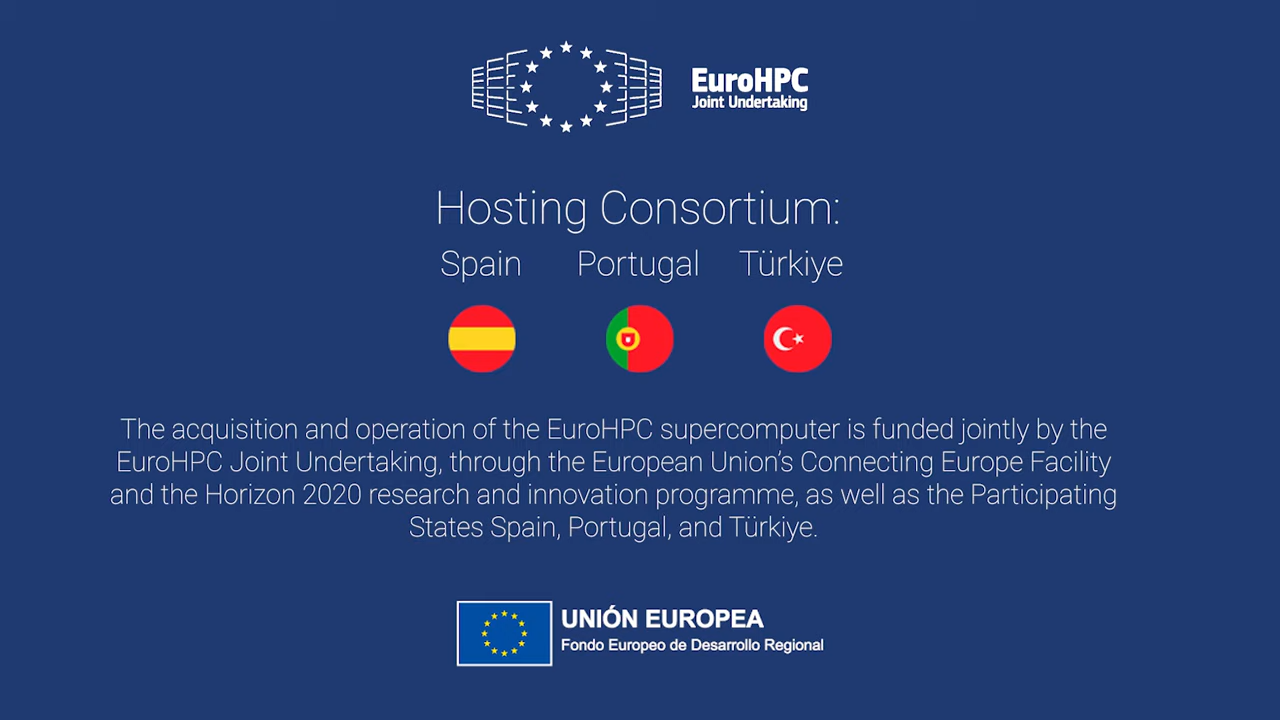 EuroHPC
Joint Undertaking
Hosting Consortium:
Spain Portugal Türkiye
The acquisition and operation of the EuroHPC supercomputer is funded jointly by the
EuroHPC Joint Undertaking, through the European Union’s Connecting Europe Facility
and the Horizon 2020 research and innovation programme, as well as the Participating
States Spain, Portugal, and Türkiye.
UNIÓN EUROPEA
Fondo Europeo de Desarrollo Regional